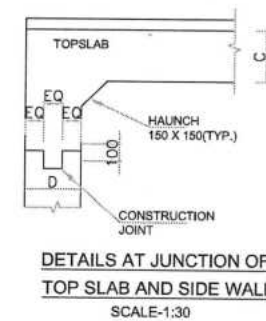 TOPSLAB
C
EQ
EQ
EQ
HAUNCH
150 X 150(TYP.)
100
D
CONSTRUCTION
JOINT
DETAILS AT JUNCTION OF
TOP SLAB AND SIDE WALL
SCALE-1:30